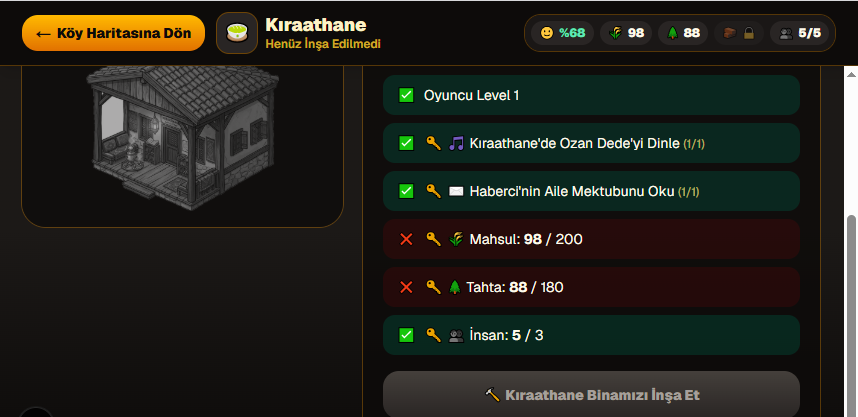 ← Köy Haritasına Dön
Kıraathane
Henüz İnşa Edilmedi
%68
98
88
5/5
Oyuncu Level 1
Kıraathane'de Ozan Dede'yi Dinle (1/1)
Haberci'nin Aile Mektubunu Oku (1/1)
Mahsul: 98 / 200
Tahta: 88 / 180
İnsan: 5 / 3
Kıraathane Binamızı İnşa Et